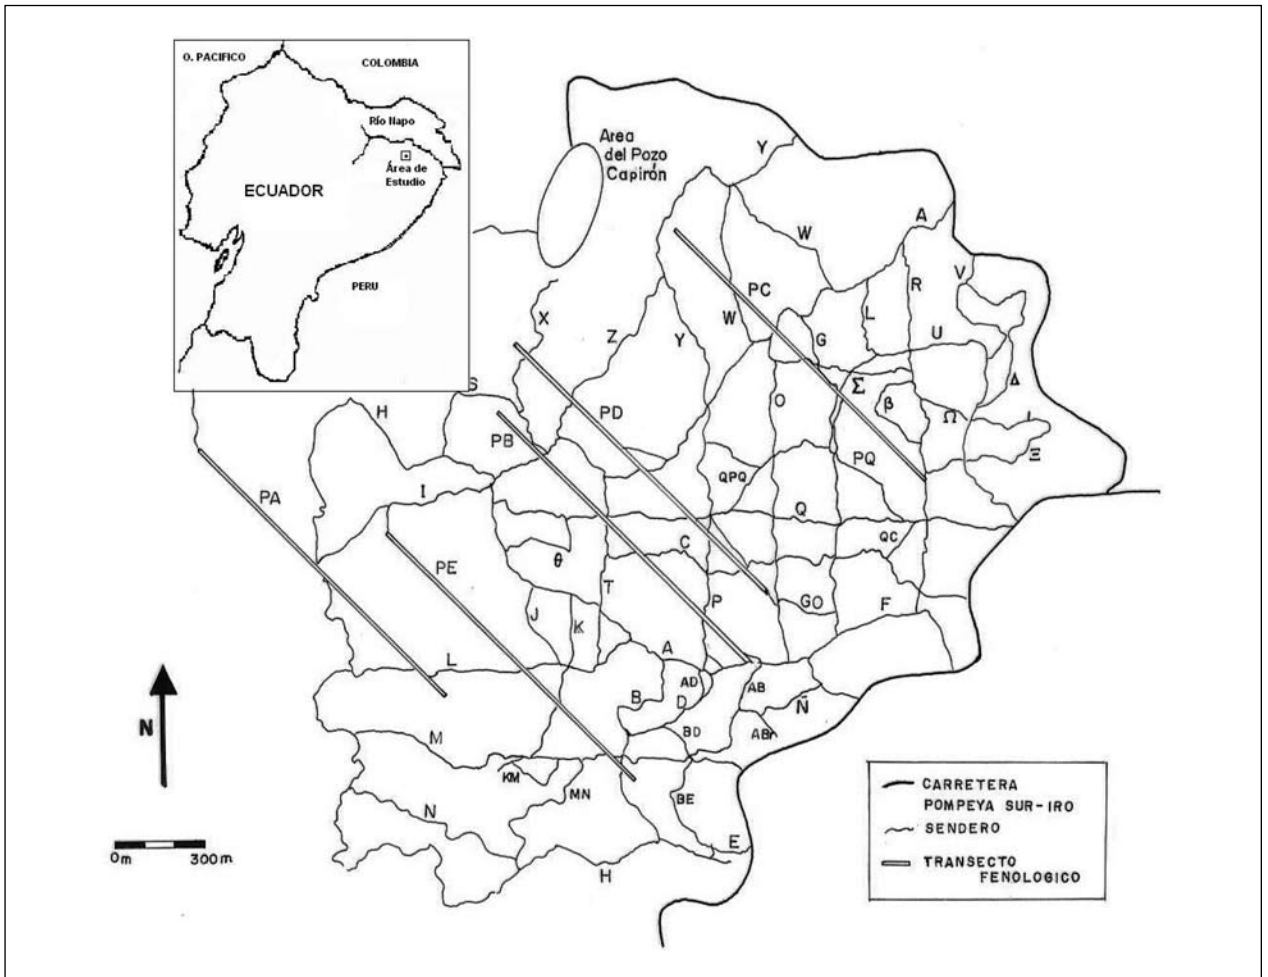 O. PACIFICO
COLOMBIA
Río Napo
Área de
Estudio
ECUADOR
PERU
Area
del Pozo
Capirón
Y
W
A
V
R
PC
L
X
Z
Y
W
G
U
Σ
Δ
S
H
PD
O
β
Ω
PB
PQ
Ξ
PA
QPQ
I
Q
C
QC
PE
θ
T
J
K
P
GO
F
A
L
AD
AB
B
D
Ñ
M
BD
AB
N
KM
MN
BE
N
E
H
0m
300m
CARRETERA
POMPEYA SUR-IRO
SENDERO
TRANSECTO
FENOLOGICO